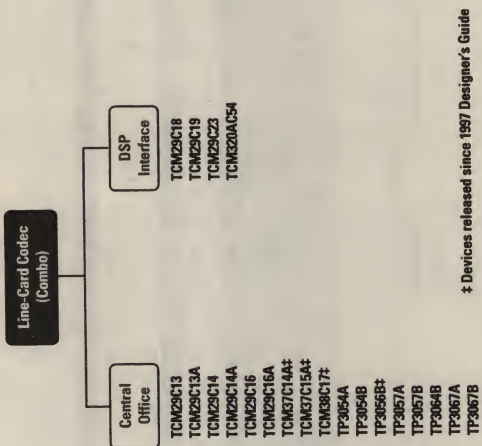 Line-Card Codec
(Combo)
Central
Office
TCM29C13
TCM29C13A
TCM29C14
TCM29C14A
TCM29C16
TCM29C16A
TCM37C14A‡
TCM37C15A‡
TCM38C17‡
TP3054A
TP3054B
TP3056B‡
TP3057A
TP3057B
TP3064B
TP3067A
TP3067B
DSP
Interface
TCM29C18
TCM29C19
TCM29C23
TCM320AC54
‡ Devices released since 1997 Designer's Guide